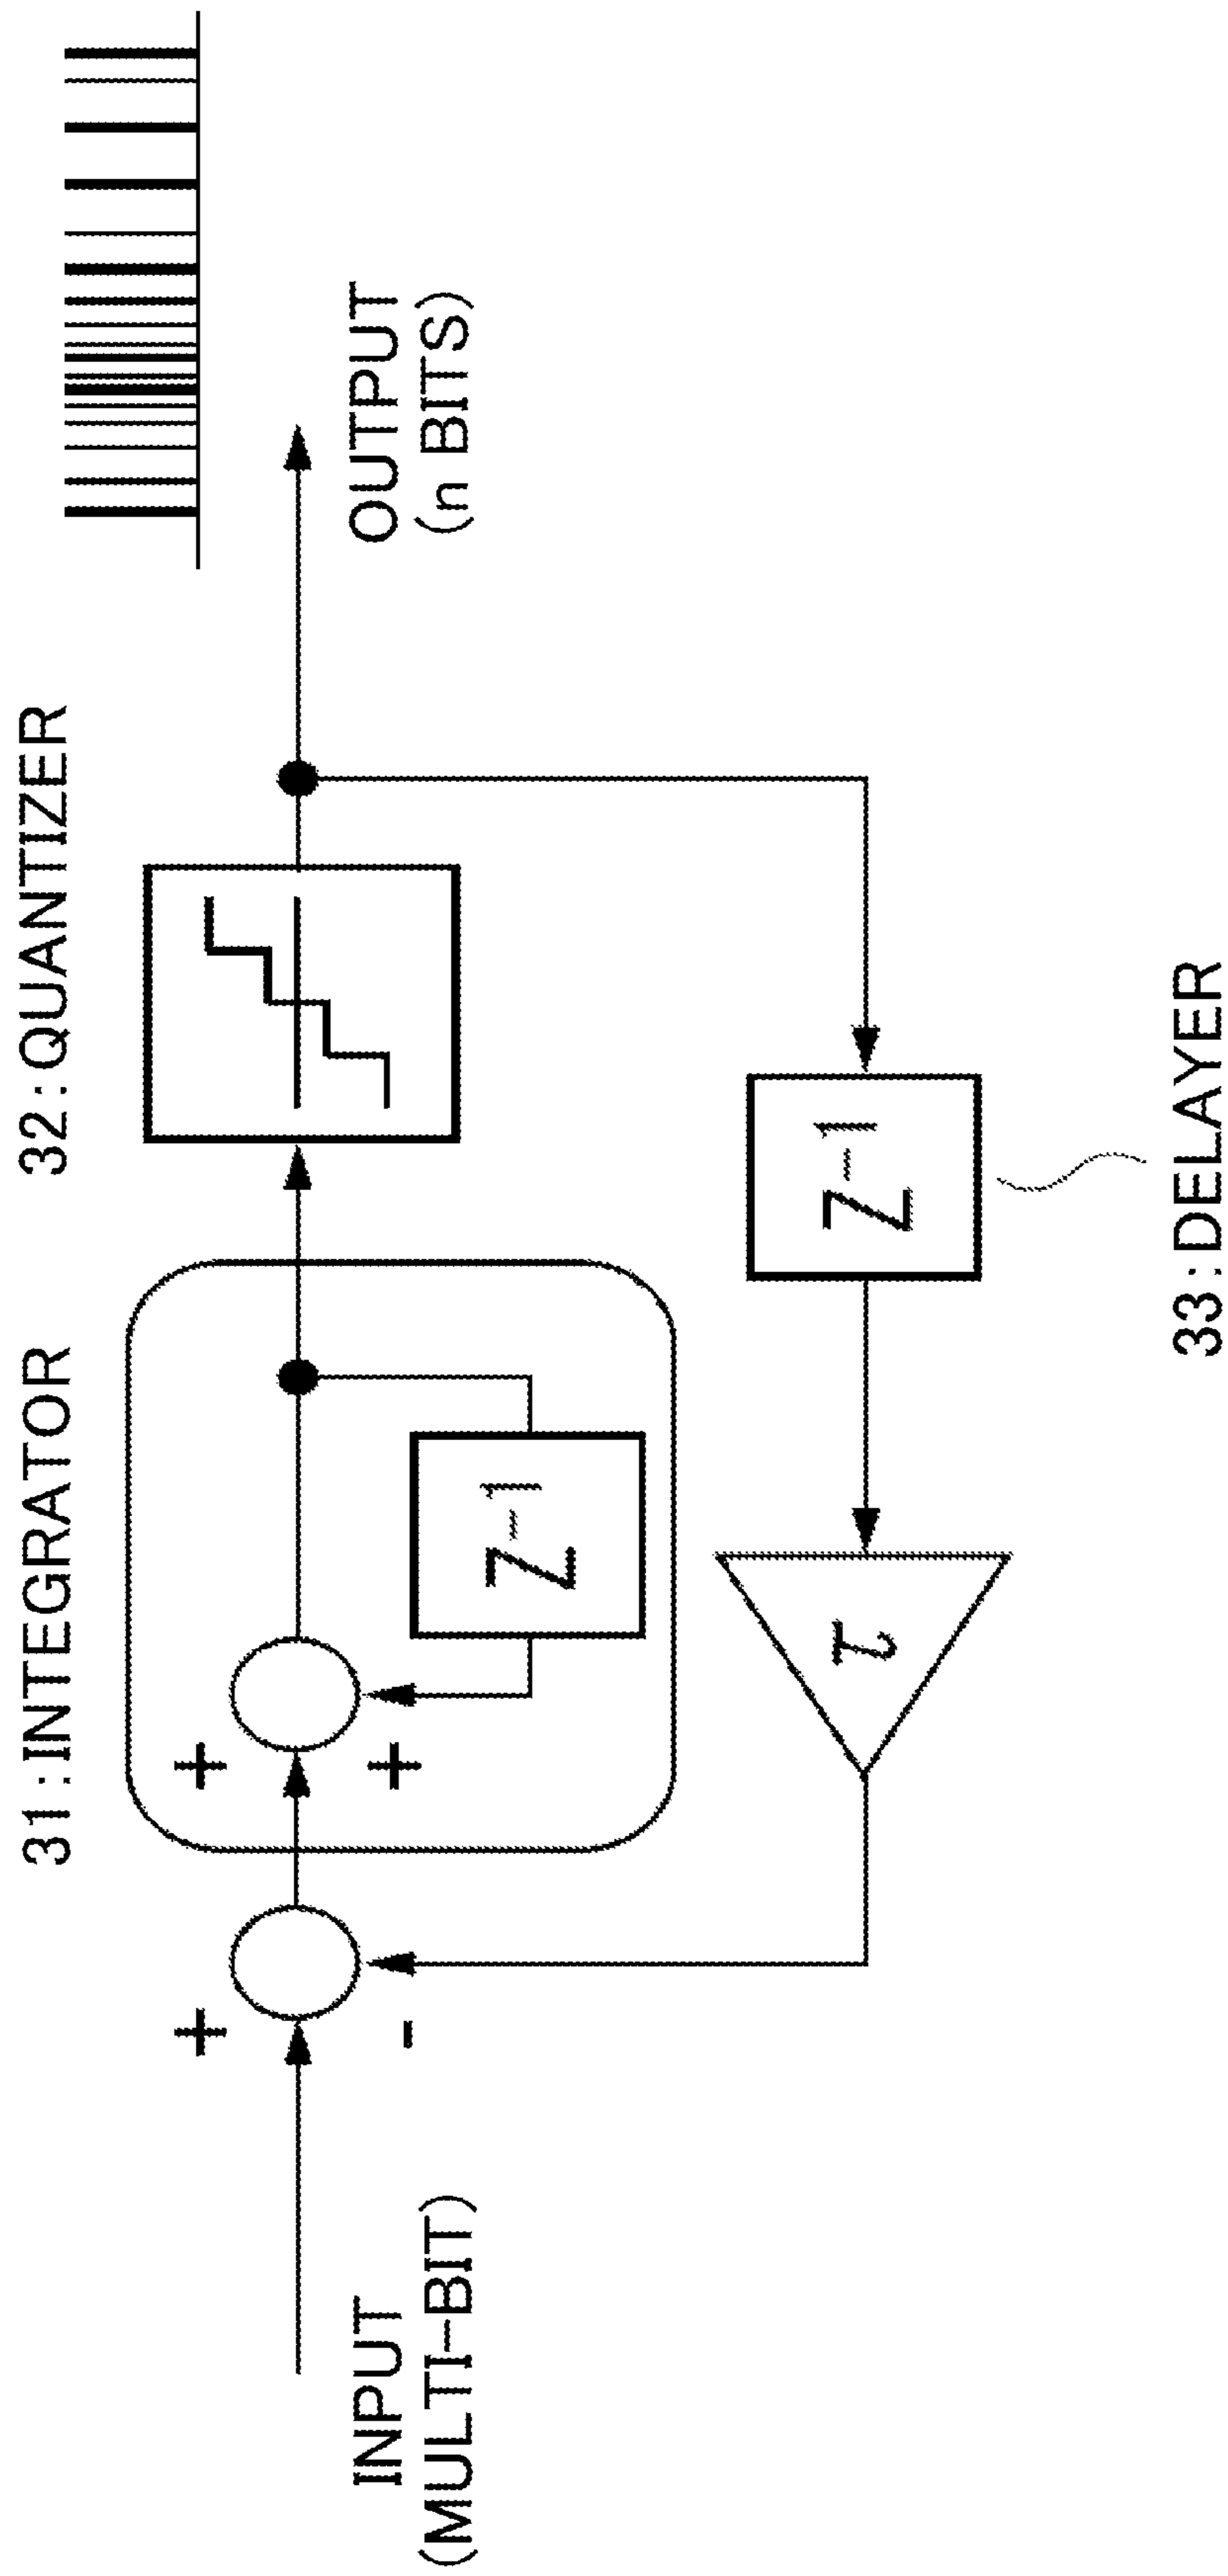 31:INTEGRATOR
32:QUANTIZER
+
+
+
-
Z⁻¹
INPUT
(MULTI-BIT)
OUTPUT
(n BITS)
τ
Z⁻¹
33:DELAYER